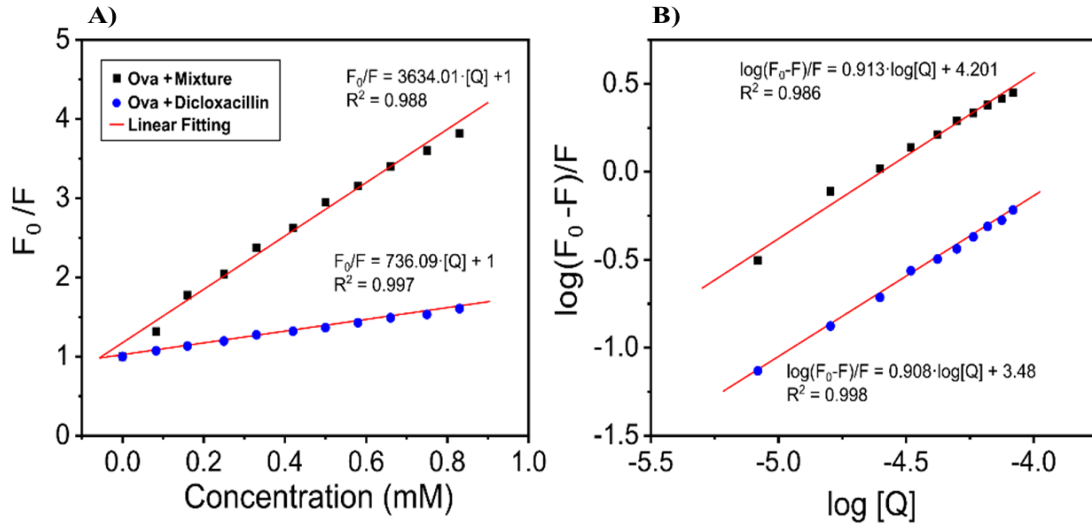 A)
B)
Ova + Mixture
Ova + Dicloxacillin
Linear Fitting
F₀/F = 3634.01·[Q] +1
R² = 0.988
F₀/F = 736.09·[Q] + 1
R² = 0.997
5
4
3
2
1
0
F₀/F
0.0
0.2
0.4
0.6
0.8
1.0
Concentration (mM)
log(F₀-F)/F = 0.913·log[Q] + 4.201
R² = 0.986
log(F₀-F)/F = 0.908·log[Q] + 3.48
R² = 0.998
0.5
0.0
-0.5
-1.0
-1.5
log(F₀ -F)/F
-5.5
-5.0
-4.5
-4.0
log [Q]